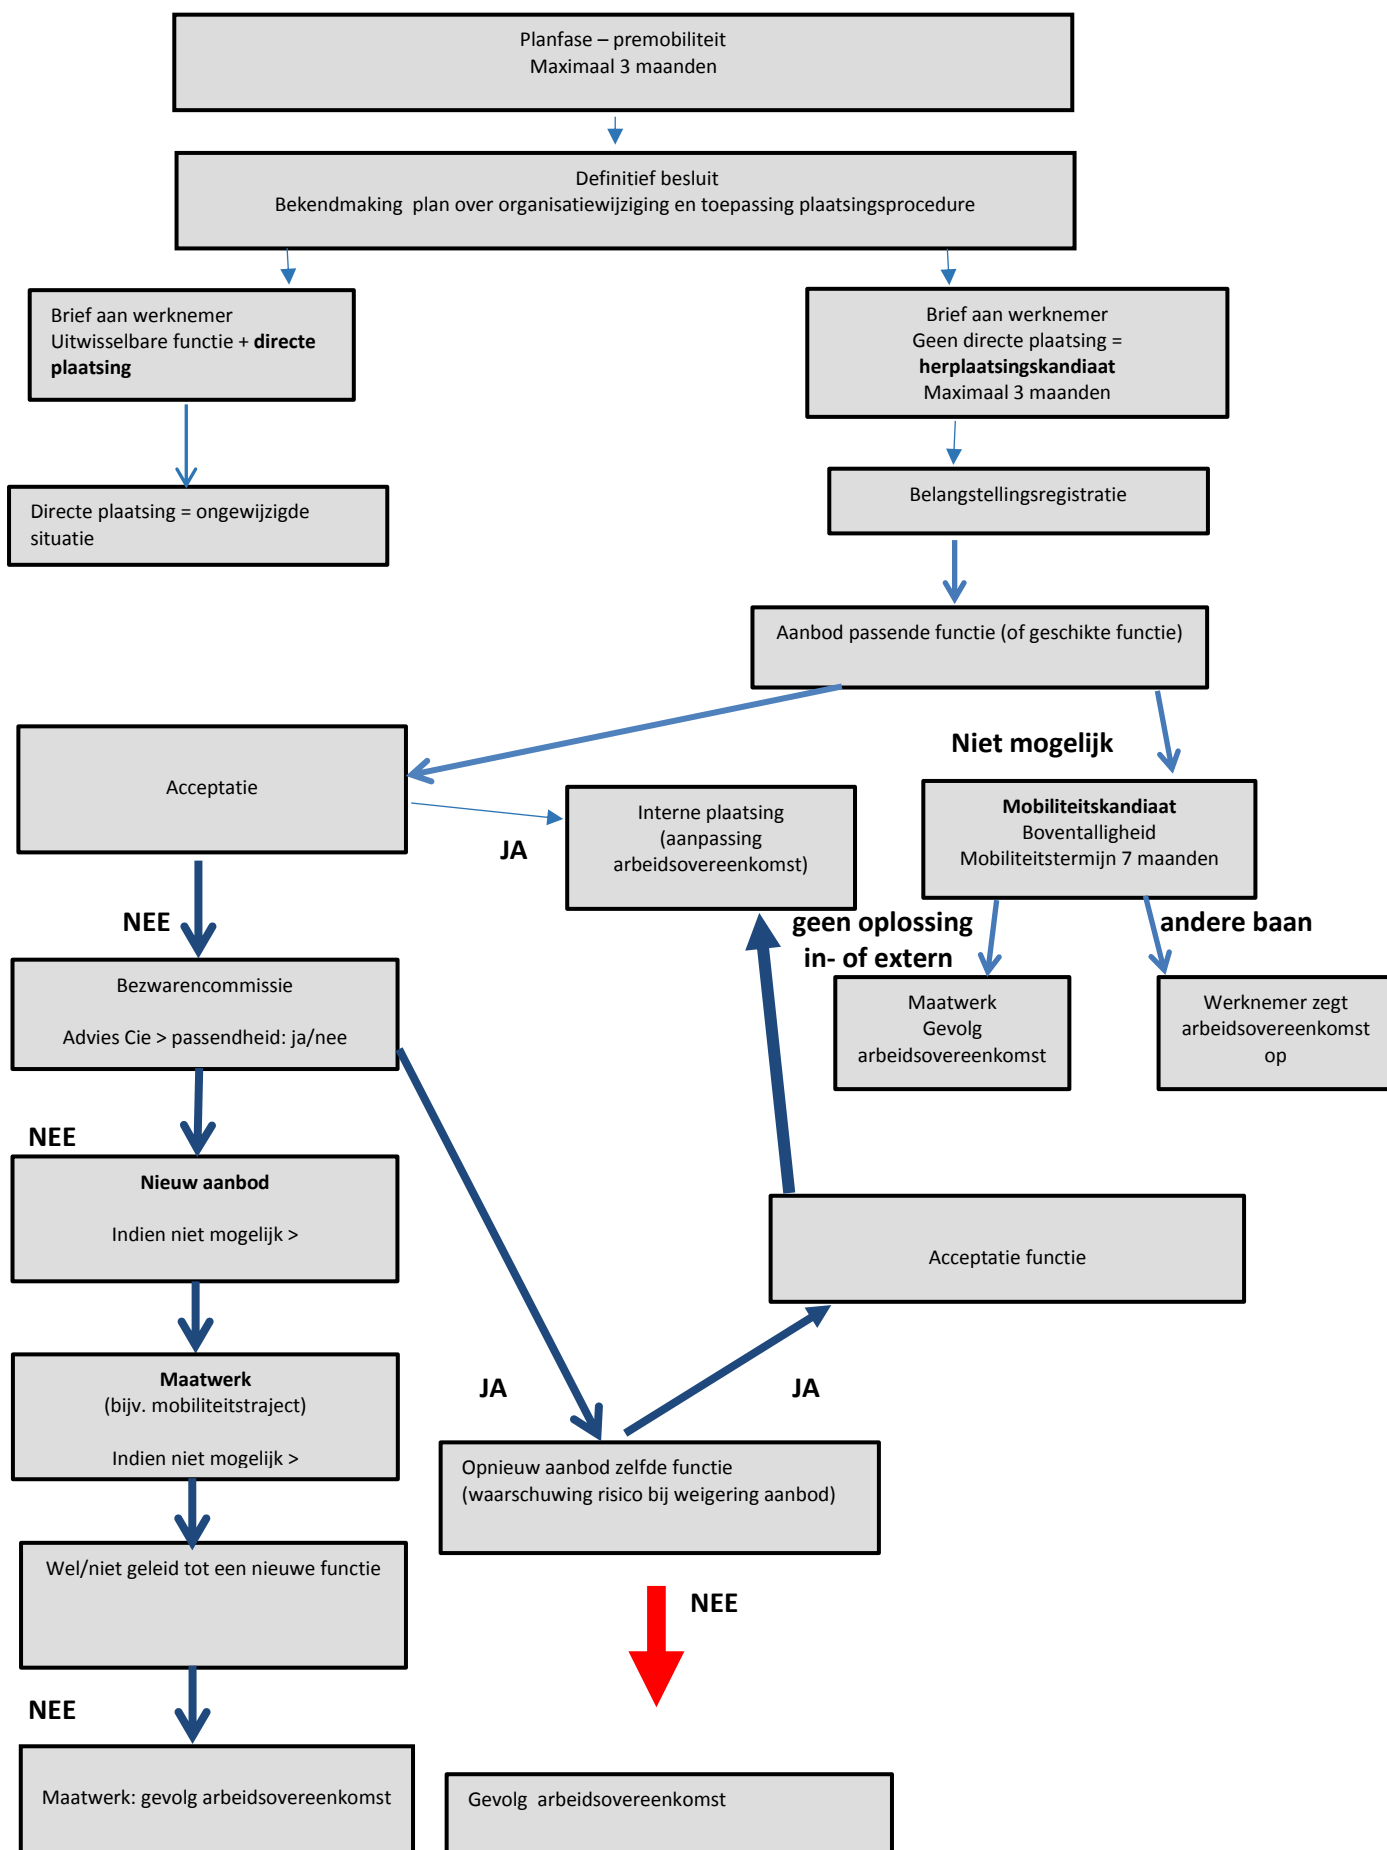 Planfase – premobiliteit
Maximaal 3 maanden
Definitief besluit
Bekendmaking plan over organisatiewijziging en toepassing plaatsingsprocedure
Brief aan werknemer
Uitwisselbare functie + directe
plaatsing
Brief aan werknemer
Geen directe plaatsing =
herplaatsingskandiaat
Maximaal 3 maanden
Directe plaatsing = ongewijzigde
situatie
Belangstellingsregistratie
Aanbod passende functie (of geschikte functie)
Niet mogelijk
Acceptatie
JA
Interne plaatsing
(aanpassing
arbeidsovereenkomst)
Mobiliteitskandiaat
Boventalligheid
Mobiliteitstermijn 7 maanden
NEE
geen oplossing
in- of extern
andere baan
Bezwarencommissie
Advies Cie > passendheid: ja/nee
Maatwerk
Gevolg
arbeidsovereenkomst
Werknemer zegt
arbeidsovereenkomst
op
NEE
Nieuw aanbod
Indien niet mogelijk >
Acceptatie functie
Maatwerk
(bijv. mobiliteitstraject)
Indien niet mogelijk >
JA
JA
Opnieuw aanbod zelfde functie
(waarschuwing risico bij weigering aanbod)
Wel/niet geleid tot een nieuwe functie
NEE
NEE
Maatwerk: gevolg arbeidsovereenkomst
Gevolg arbeidsovereenkomst